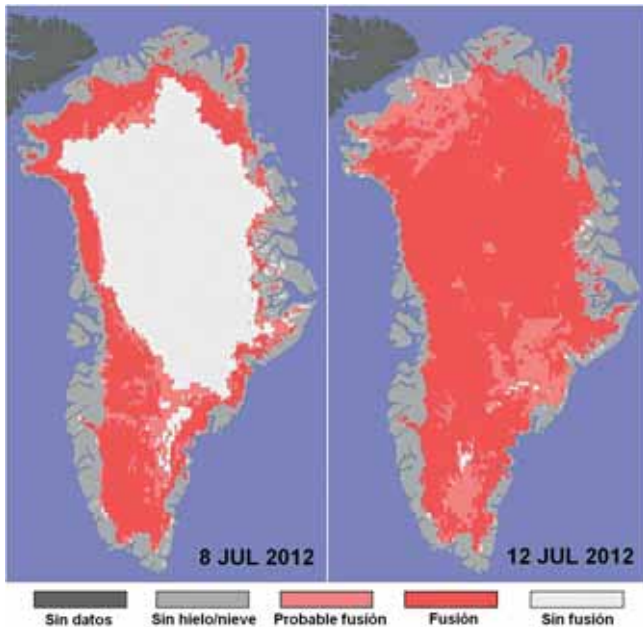 8 JUL 2012
12 JUL 2012
Sin datos
Sin hielo/nieve
Probable fusión
Fusión
Sin fusión